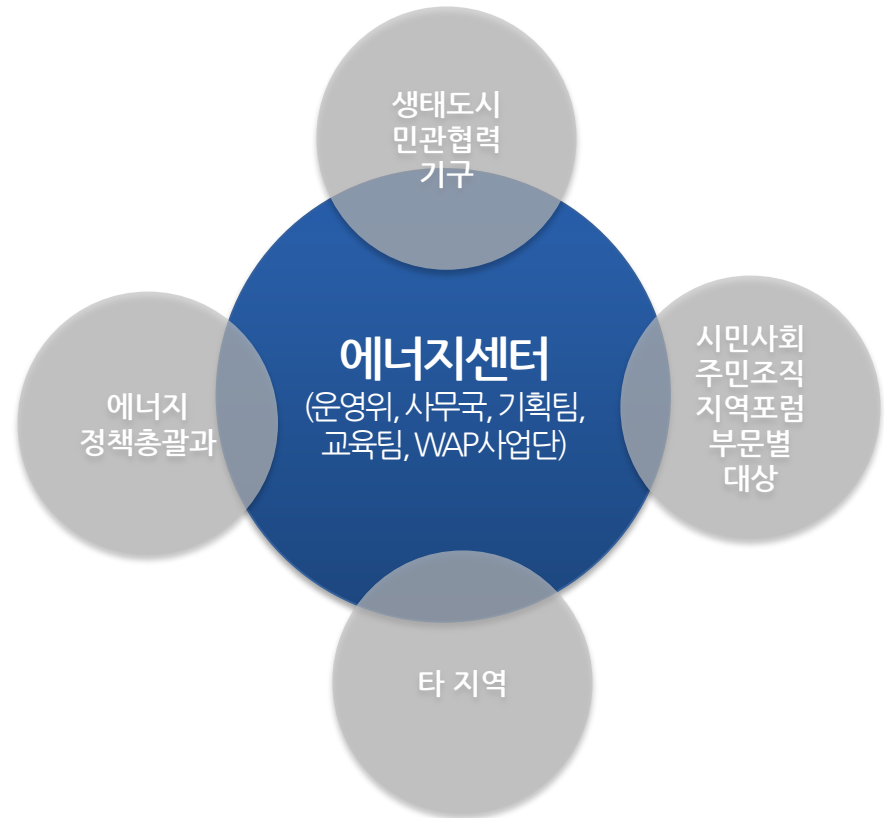 생태도시
민관협력
기구
에너지센터
(운영위, 사무국, 기획팀,
교육팀, WAP사업단)
에너지
정책총괄과
시민사회
주민조직
지역포럼
부문별
대상
타 지역